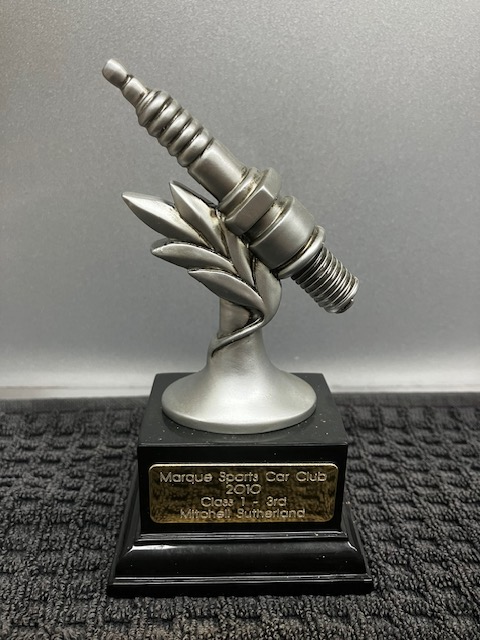 Marque Sports Car Club
2010
Class 1 - 3rd
Mitchell Sutherland